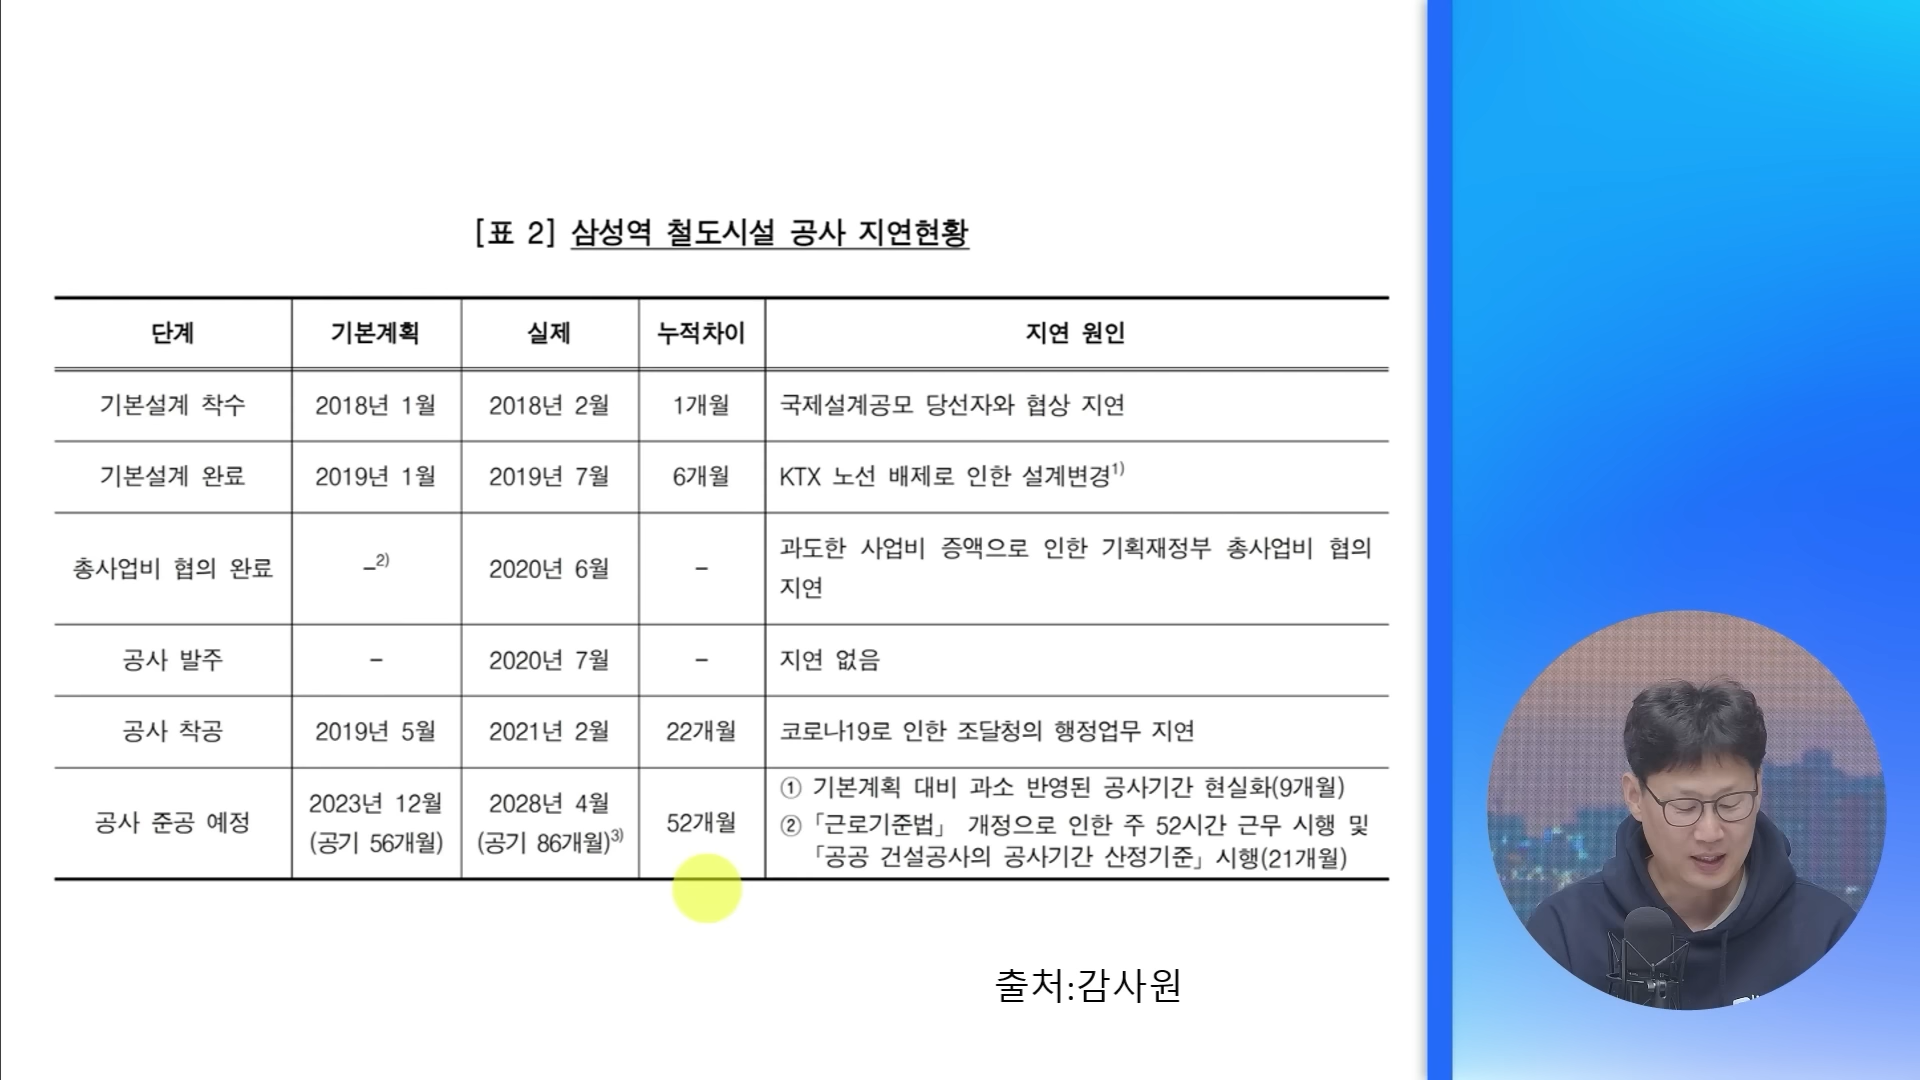 [표 2] 삼성역 철도시설 공사 지연현황
단계 기본계획 실제 누적차이 지연 원인
기본설계 착수 2018년 1월 2018년 2월 1개월 국제설계공모 당선자와 협상 지연
기본설계 완료 2019년 1월 2019년 7월 6개월 KTX 노선 배제로 인한 설계변경1)
총사업비 협의 완료 –2) 2020년 6월 – 과도한 사업비 증액으로 인한 기획재정부 총사업비 협의
지연
공사 발주 – 2020년 7월 – 지연 없음
공사 착공 2019년 5월 2021년 2월 22개월 코로나19로 인한 조달청의 행정업무 지연
공사 준공 예정 2023년 12월 2028년 4월 52개월 ① 기본계획 대비 과소 반영된 공사기간 현실화(9개월)
(공기 56개월) (공기 86개월)3) ②「근로기준법」 개정으로 인한 주 52시간 근무 시행 및
「공공 건설공사의 공사기간 산정기준」시행(21개월)
출처:감사원